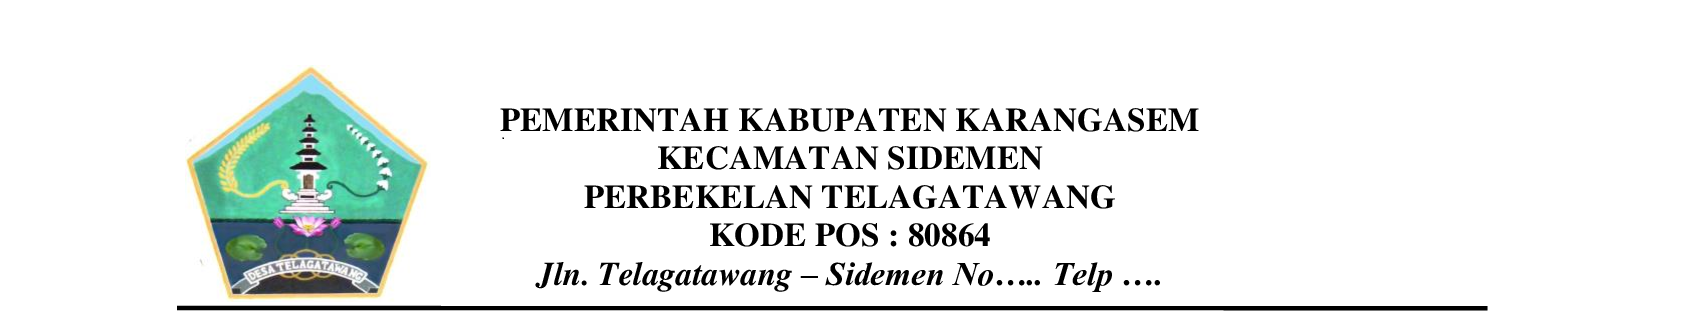 PEMERINTAH KABUPATEN KARANGASEM
KECAMATAN SIDEMEN
PERBEKELAN TELAGATAWANG
KODE POS : 80864
Jln. Telagatawang – Sidemen No….. Telp ….
DESA TELAGATAWANG